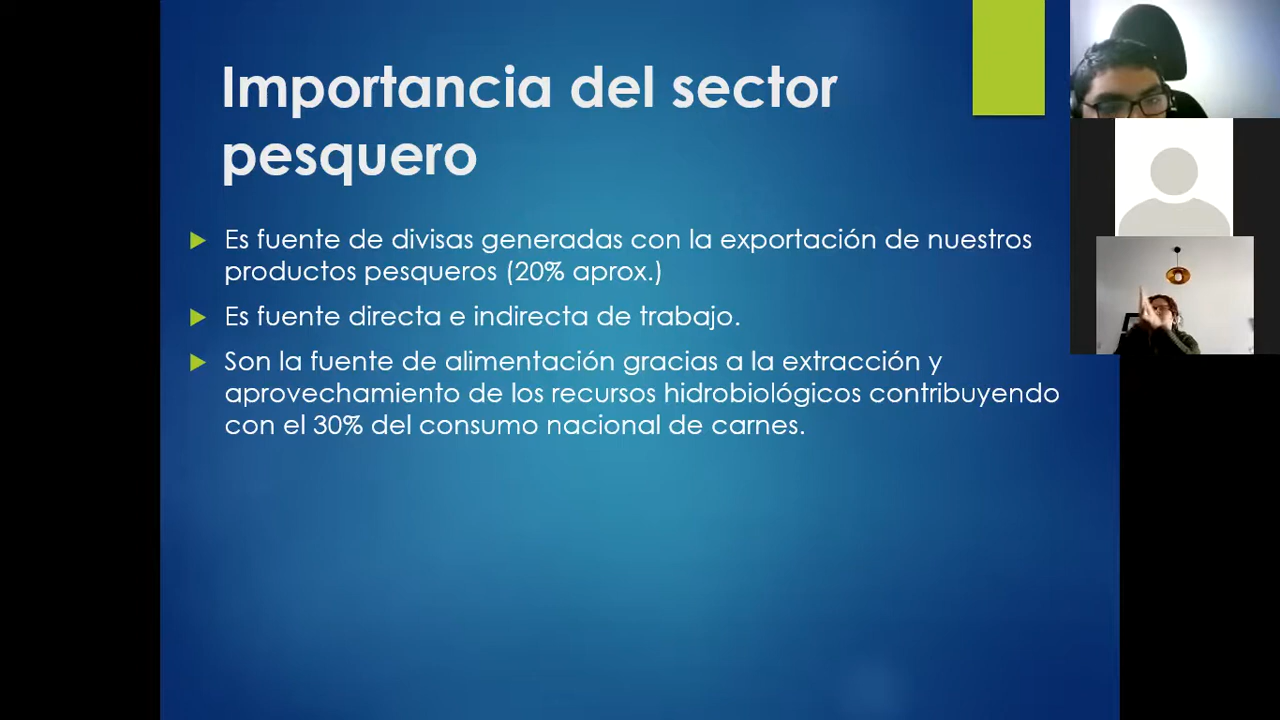 Importancia del sector
pesquero
Es fuente de divisas generadas con la exportación de nuestros
productos pesqueros (20% aprox.)
Es fuente directa e indirecta de trabajo.
Son la fuente de alimentación gracias a la extracción y
aprovechamiento de los recursos hidrobiológicos contribuyendo
con el 30% del consumo nacional de carnes.